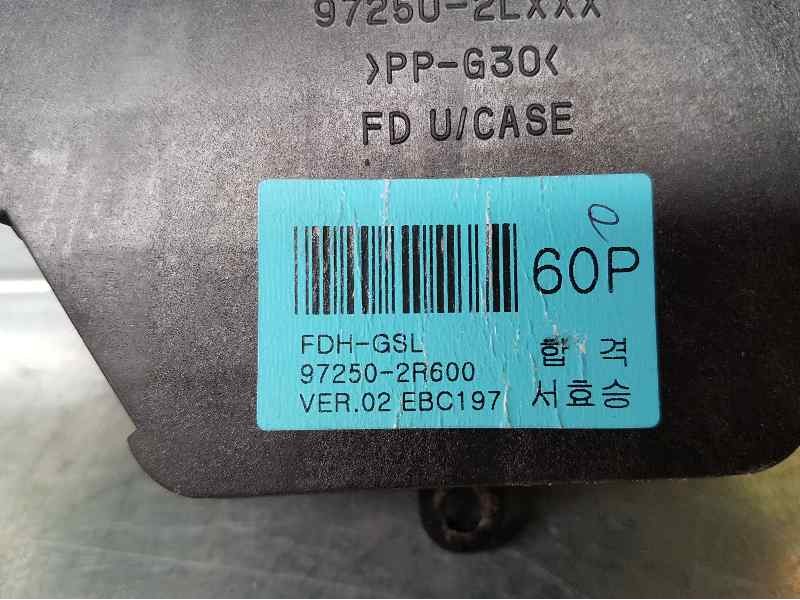 97250-2LXXX
>PP-G30<
FD U/CASE
60P
FDH-GSL
97250-2R600
VER.02 EBC197
합 격
서효승